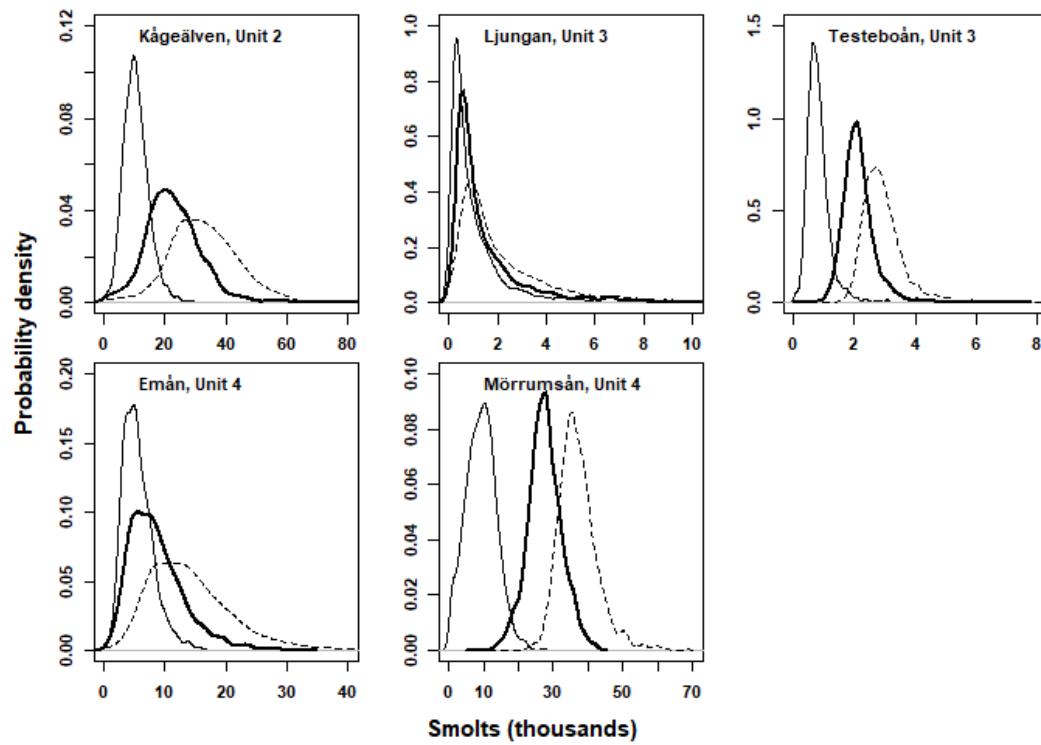 Probability density
Kågeälven, Unit 2
0.00 0.04 0.08 0.12
0 20 40 60 80
Ljungan, Unit 3
0.0 0.2 0.4 0.6 0.8 1.0
0 2 4 6 8 10
Testeboån, Unit 3
0.0 0.5 1.0 1.5
0 2 4 6 8
Emån, Unit 4
0.00 0.05 0.10 0.15 0.20
0 10 20 30 40
Mörrumsån, Unit 4
0.00 0.02 0.04 0.06 0.08 0.10
0 10 30 50 70
Smolts (thousands)